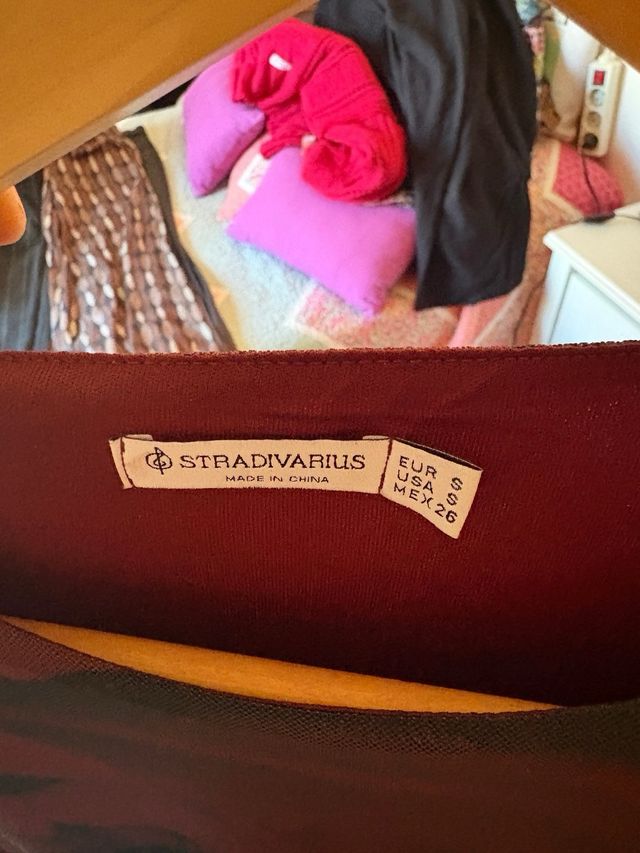 STRADIVARIUS
MADE IN CHINA
EUR S
USA S
MEX 26